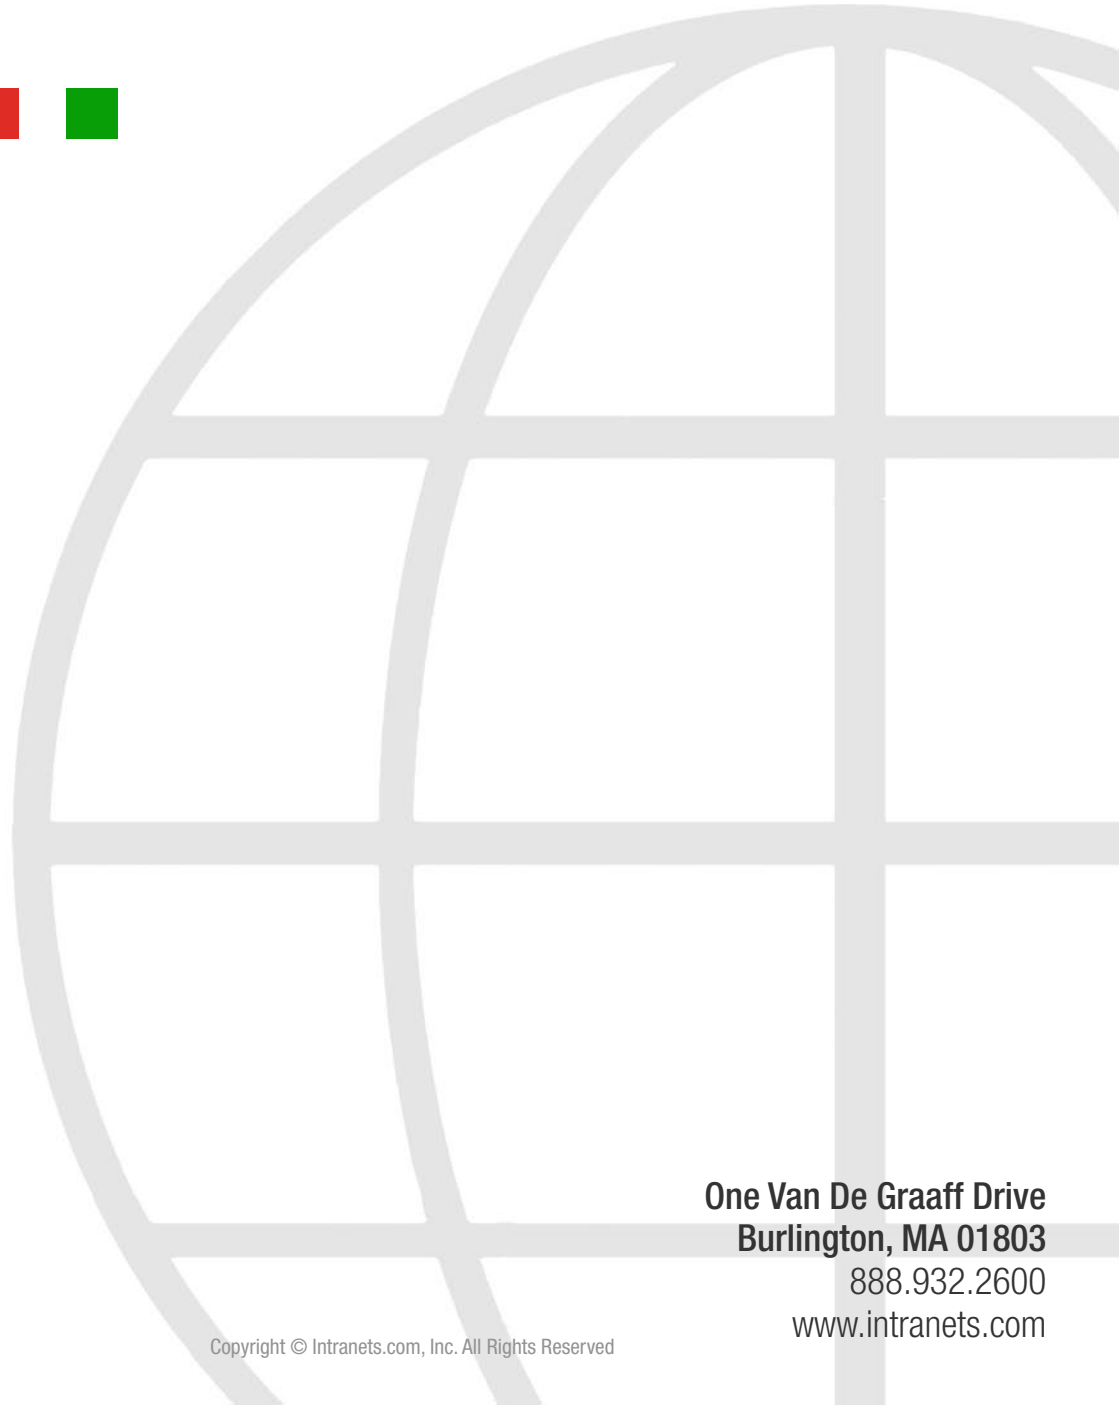 One Van De Graaff Drive
Burlington, MA 01803
888.932.2600
www.intranets.com
Copyright © Intranets.com, Inc. All Rights Reserved